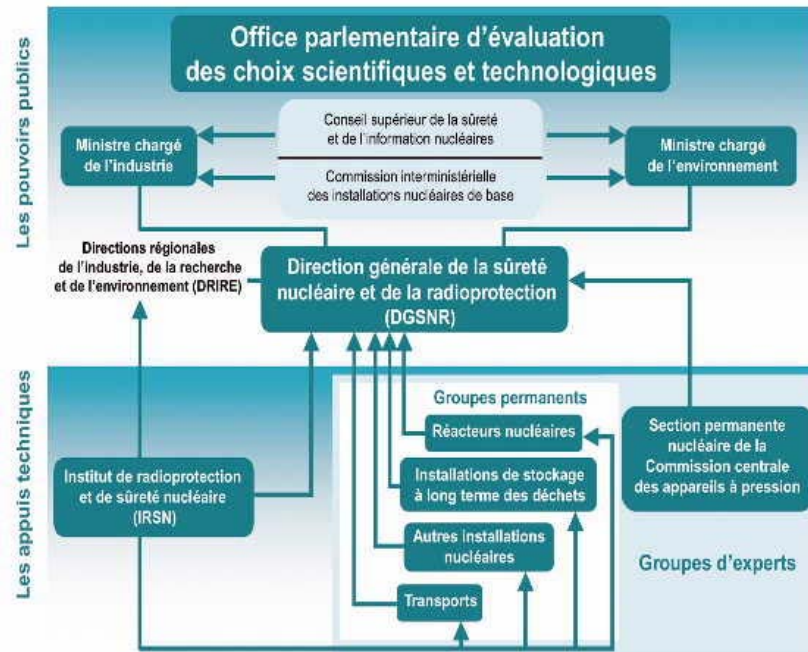 Office parlementaire d'évaluation
des choix scientifiques et technologiques
Les pouvoirs publics
Conseil supérieur de la sûreté
et de l'information nucléaires
Ministre chargé
de l'industrie
Ministre chargé
de l'environnement
Commission interministérielle
des installations nucléaires de base
Directions régionales
de l'industrie, de la recherche
et de l'environnement (DRIRE)
Direction générale de la sûreté
nucléaire et de la radioprotection
(DGSNR)
Les appuis techniques
Groupes permanents
Réacteurs nucléaires
Institut de radioprotection
et de sûreté nucléaire
(IRSN)
Installations de stockage
à long terme des déchets
Section permanente
nucléaire de la
Commission centrale
des appareils à pression
Autres installations
nucléaires
Groupes d'experts
Transports